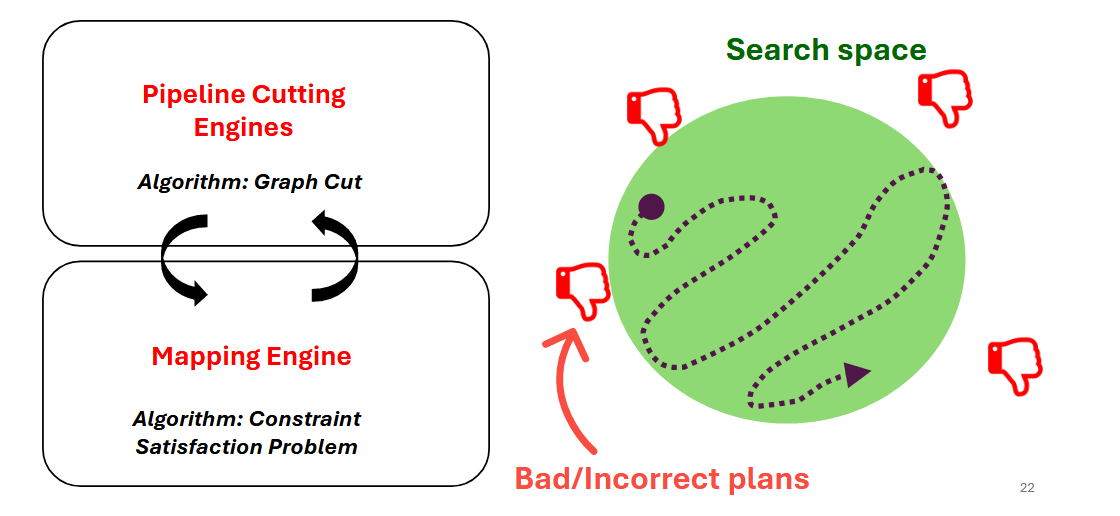 Pipeline Cutting
Engines
Algorithm: Graph Cut
Mapping Engine
Algorithm: Constraint
Satisfaction Problem
Search space
Bad/Incorrect plans
22